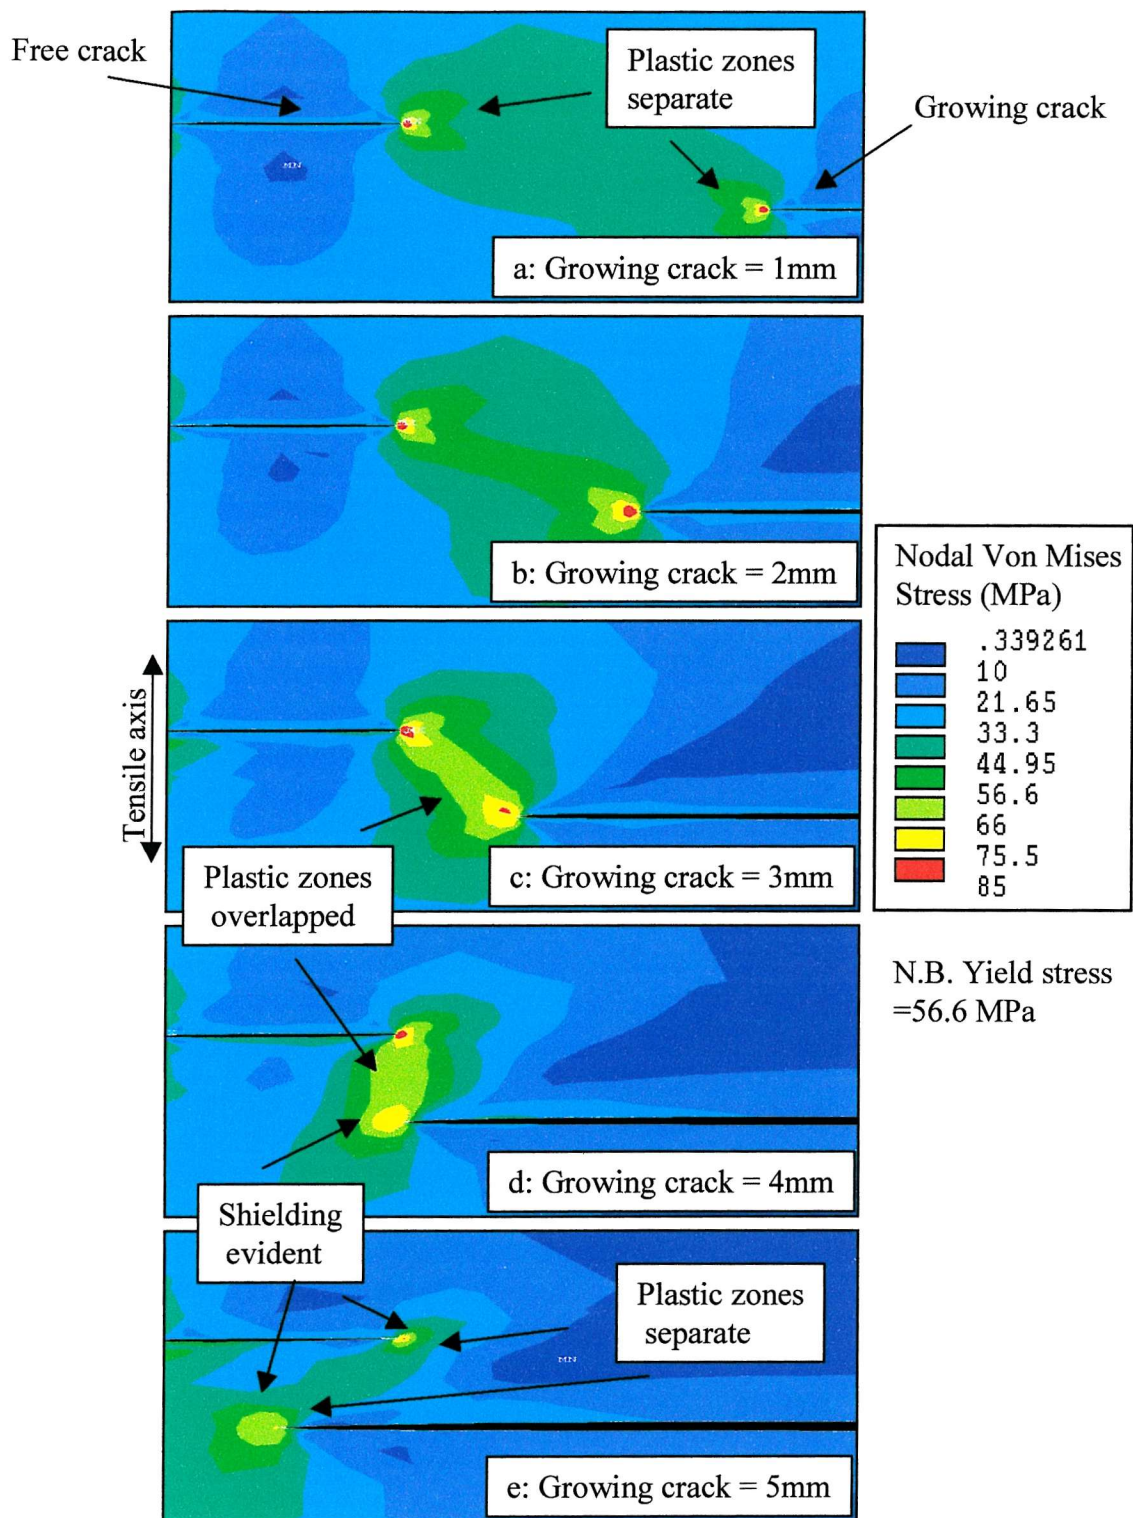 Free crack
Plastic zones
separate
Growing crack
MN
a: Growing crack = 1mm
b: Growing crack = 2mm
Nodal Von Mises
Stress (MPa)
.339261
10
21.65
33.3
44.95
56.6
66
75.5
85
Tensile axis
c: Growing crack = 3mm
Plastic zones
overlapped
N.B. Yield stress
=56.6 MPa
d: Growing crack = 4mm
Shielding
evident
Plastic zones
separate
MN
e: Growing crack = 5mm